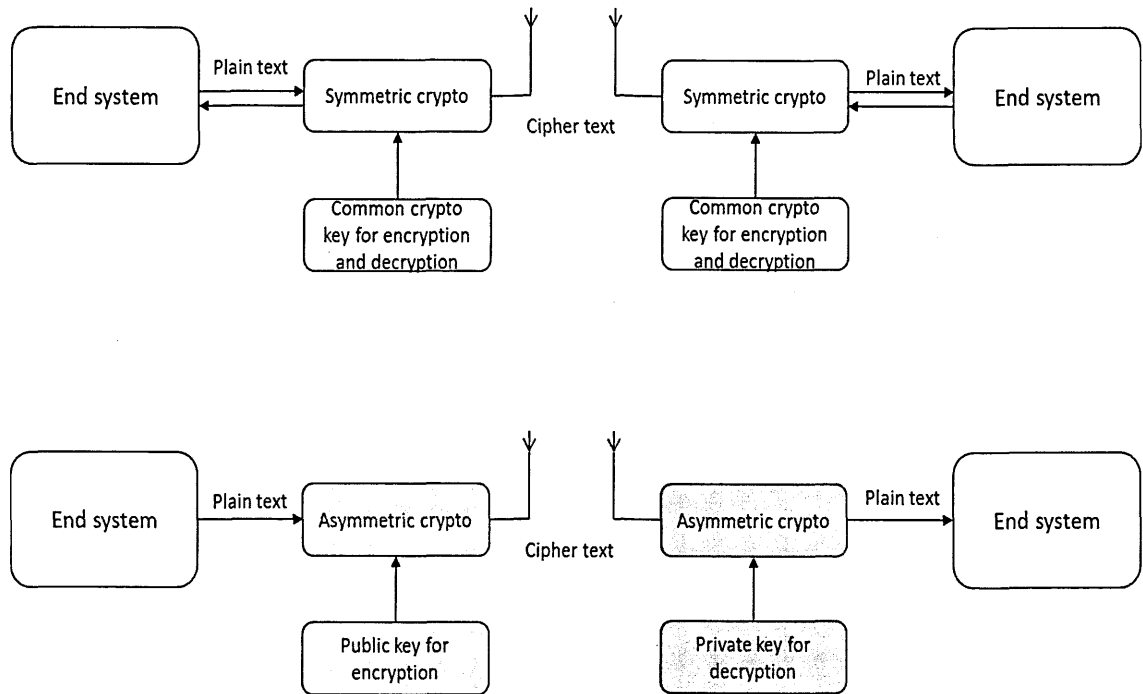 End system
Plain text
Symmetric crypto
Cipher text
Symmetric crypto
Plain text
End system
Common crypto
key for encryption
and decryption
Common crypto
key for encryption
and decryption
End system
Plain text
Asymmetric crypto
Cipher text
Asymmetric crypto
Plain text
End system
Public key for
encryption
Private key for
decryption